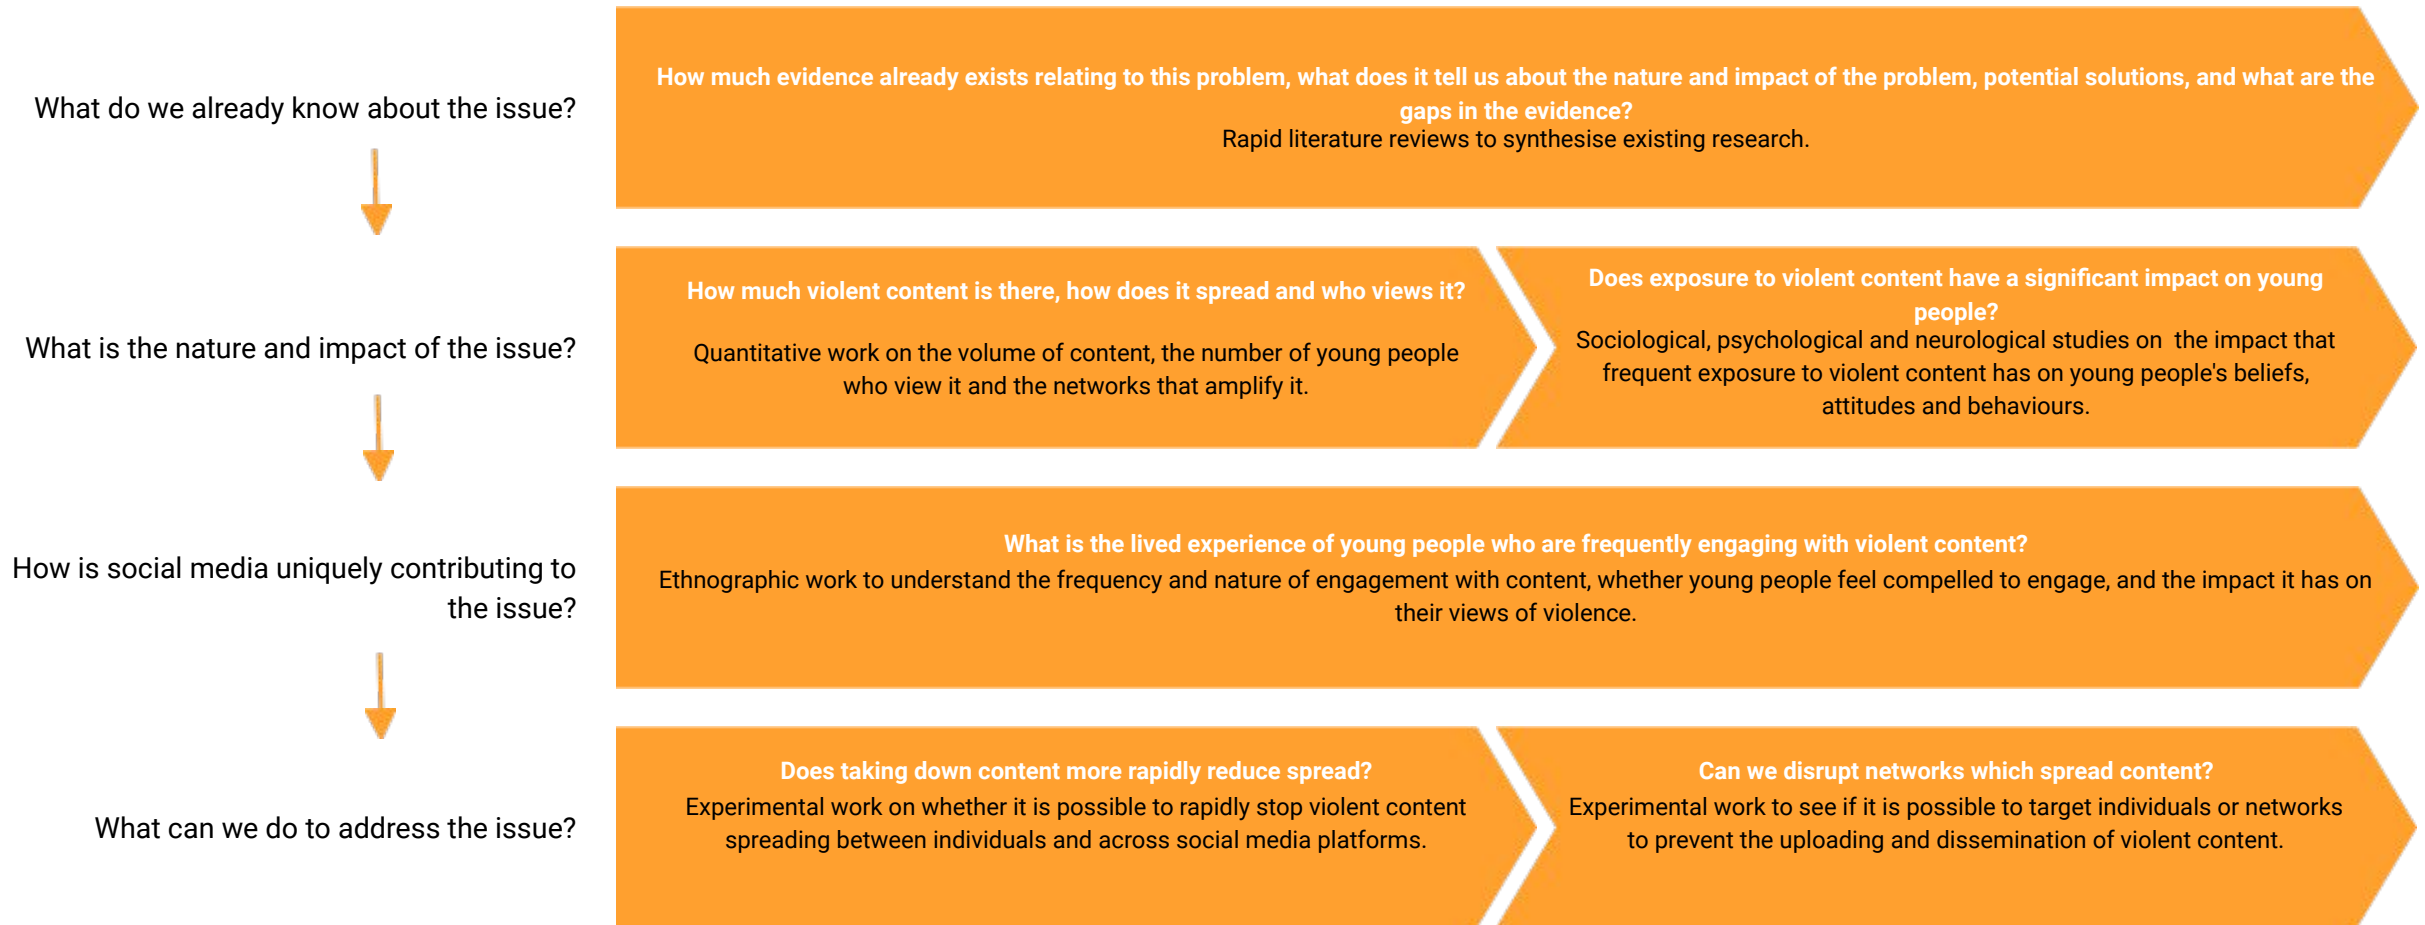 What do we already know about the issue?
How much evidence already exists relating to this problem, what does it tell us about the nature and impact of the problem, potential solutions, and what are the
gaps in the evidence?
Rapid literature reviews to synthesise existing research.
What is the nature and impact of the issue?
How much violent content is there, how does it spread and who views it?
Quantitative work on the volume of content, the number of young people
who view it and the networks that amplify it.
Does exposure to violent content have a significant impact on young
people?
Sociological, psychological and neurological studies on the impact that
frequent exposure to violent content has on young people's beliefs,
attitudes and behaviours.
How is social media uniquely contributing to
the issue?
What is the lived experience of young people who are frequently engaging with violent content?
Ethnographic work to understand the frequency and nature of engagement with content, whether young people feel compelled to engage, and the impact it has on
their views of violence.
What can we do to address the issue?
Does taking down content more rapidly reduce spread?
Experimental work on whether it is possible to rapidly stop violent content
spreading between individuals and across social media platforms.
Can we disrupt networks which spread content?
Experimental work to see if it is possible to target individuals or networks
to prevent the uploading and dissemination of violent content.